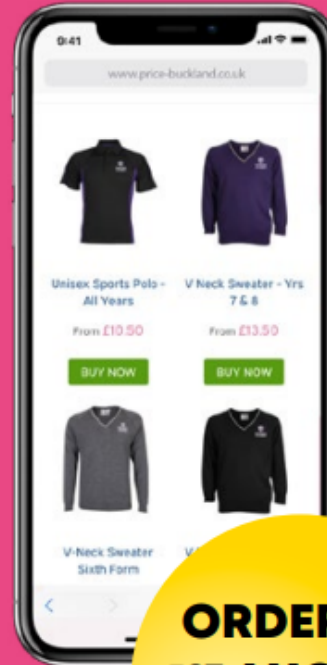 9:41
www.price-buckland.co.uk
Unisex Sports Polo -
All Years
From £10.50
BUY NOW
V Neck Sweater - Yrs
7 & 8
From £13.50
BUY NOW
V-Neck Sweater
Sixth Form
ORDER